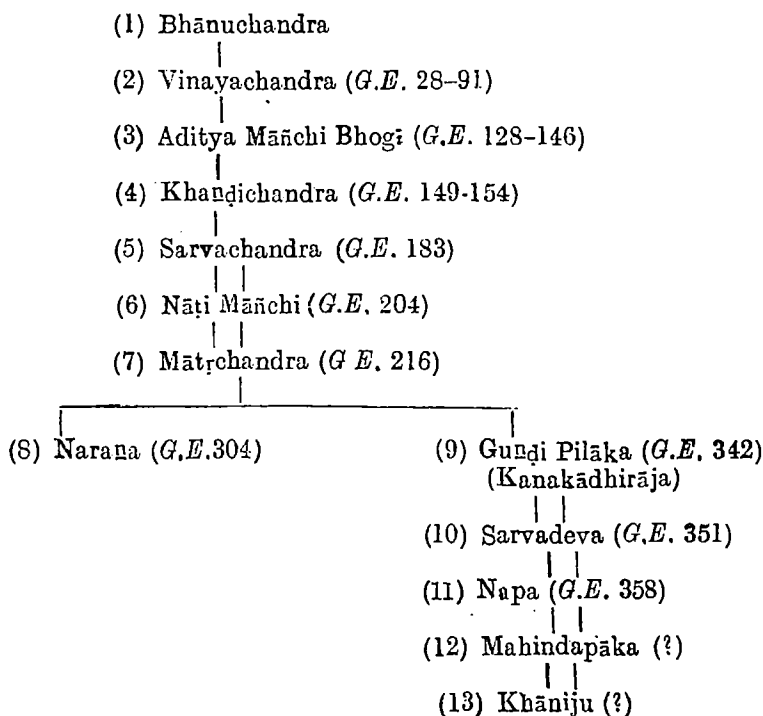 (1) Bhānuchandra
(2) Vinayachandra (G.E. 28–91)
(3) Aditya Māñchi Bhogī (G.E. 128–146)
(4) Khaṇḍichandra (G.E. 149-154)
(5) Sarvachandra (G.E. 183)
(6) Nāṭi Māñchi (G.E. 204)
(7) Mātṛchandra (G E. 216)
(8) Naraṇa (G.E.304) (9) Guṇḍi Pilāka (G.E. 342)
(Kanakādhirāja)
(10) Sarvadeva (G.E. 351)
(11) Napa (G.E. 358)
(12) Mahindapāka (?)
(13) Khāniju (?)